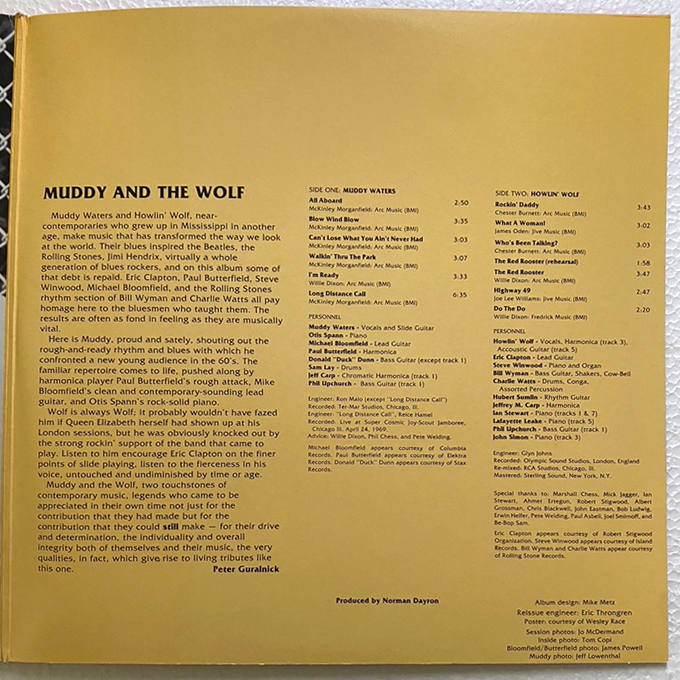 MUDDY AND THE WOLF
Muddy Waters and Howlin' Wolf, near-
contemporaries who grew up in Mississippi in another
age, make music that has transformed the way we look
at the world. Their blues inspired the Beatles, the
Rolling Stones, Jimi Hendrix, virtually a whole
generation of blues rockers, and on this album some of
that debt is repaid. Eric Clapton, Paul Butterfield, Steve
Winwood, Michael Bloomfield, and the Rolling Stones
rhythm section of Bill Wyman and Charlie Watts all pay
homage here to the bluesmen who taught them. The
results are often as fond in feeling as they are musically
vital.
Here is Muddy, proud and sately, shouting out the
rough-and-ready rhythm and blues with which he
confronted a new young audience in the 60's. The
familiar repertoire comes to life, pushed along by
harmonica player Paul Butterfield's rough attack, Mike
Bloomfield's clean and contemporary-sounding lead
guitar, and Otis Spann's rock-solid piano.
Wolf is always Wolf; it probably wouldn't have fazed
him if Queen Elizabeth herself had shown up at his
London sessions, but he was obviously knocked out by
the strong rockin' support of the band that came to
play. Listen to him encourage Eric Clapton on the finer
points of slide playing, listen to the fierceness in his
voice, untouched and undiminished by time or age.
Muddy and the Wolf, two touchstones of
contemporary music, legends who came to be
appreciated in their own time not just for the
contribution that they had made but for the
contribution that they could still make — for their drive
and determination, the individuality and overall
integrity both of themselves and their music, the very
qualities, in fact, which give rise to living tributes like
this one. Peter Guralnick
SIDE ONE: MUDDY WATERS
All Aboard 2:50
McKinley Morganfield: Arc Music (BMI)
Blow Wind Blow 3:35
McKinley Morganfield: Arc Music (BMI)
Can't Lose What You Ain't Never Had 3:03
McKinley Morganfield: Arc Music (BMI)
Walkin' Thru The Park 3:07
McKinley Morganfield: Arc Music (BMI)
I'm Ready 3:33
Willie Dixon: Arc Music (BMI)
Long Distance Call 6:35
McKinley Morganfield: Arc Music (BMI)
PERSONNEL
Muddy Waters - Vocals and Slide Guitar
Otis Spann - Piano
Michael Bloomfield - Lead Guitar
Paul Butterfield - Harmonica
Donald "Duck" Dunn - Bass Guitar (except track 1)
Sam Lay - Drums
Jeff Carp - Chromatic Harmonica (track 1)
Phil Upchurch - Bass Guitar (track 1)
Engineer: Ron Malo (except "Long Distance Call")
Recorded: Ter-Mar Studios, Chicago, Ill.
Engineer: "Long Distance Call", Reice Hamel
Recorded: Live at Super Cosmic Joy-Scout Jamboree,
Chicago Ill. April 24, 1969.
Advice: Willie Dixon, Phil Chess, and Pete Welding.
Michael Bloomfield appears courtesy of Columbia
Records. Paul Butterfield appears courtesy of Elektra
Records. Donald "Duck" Dunn appears courtesy of Stax
Records.
SIDE TWO: HOWLIN' WOLF
Rockin' Daddy 3:43
Chester Burnett: Arc Music (BMI)
What A Woman! 3:02
James Oden: Jive Music (BMI)
Who's Been Talking? 3:03
Chester Burnett: Arc Music (BMI)
The Red Rooster (rehearsal) 1:58
The Red Rooster 3:47
Willie Dixon: Arc Music (BMI)
Highway 49 2:47
Joe Lee Williams: Jive Music (BMI)
Do The Do 2:20
Willie Dixon: Fredrick Music (BMI)
PERSONNEL
Howlin' Wolf - Vocals, Harmonica (track 3),
Accoustic Guitar (track 5)
Eric Clapton - Lead Guitar
Steve Winwood - Piano and Organ
Bill Wyman - Bass Guitar, Shakers, Cow-Bell
Charlie Watts - Drums, Conga,
Assorted Percussion
Hubert Sumlin - Rhythm Guitar
Jeffrey M. Carp - Harmonica
Ian Stewart - Piano (tracks 1 & 7)
Lafayette Leake - Piano (track 5)
Phil Upchurch - Bass Guitar (track 1)
John Simon - Piano (track 3)
Engineer: Glyn Johns
Recorded: Olympic Sound Studios, London, England
Re-mixed: RCA Studios, Chicago, Ill.
Mastered: Sterling Sound, New York, N.Y.
Special thanks to: Marshall Chess, Mick Jagger, Ian
Stewart, Ahmet Ertegun, Robert Stigwood, Albert
Grossman, Chris Blackwell, John Eastman, Bob Ludwig,
Erwin Heifer, Pete Welding, Paul Asbell, Joel Smirnoff, and
Be-Bop Sam.
Eric Clapton appears courtesy of Robert Stigwood
Organization. Steve Winwood appears courtesy of Island
Records. Bill Wyman and Charlie Watts appear courtesy
of Rolling Stone Records.
Produced by Norman Dayron
Album design: Mike Metz
Reissue engineer: Eric Throngren
Poster: courtesy of Wesley Race
Session photos: Jo McDermand
Inside photo: Tom Copi
Bloomfield/Butterfield photo: James Powell
Muddy photo: Jeff Lowenthal